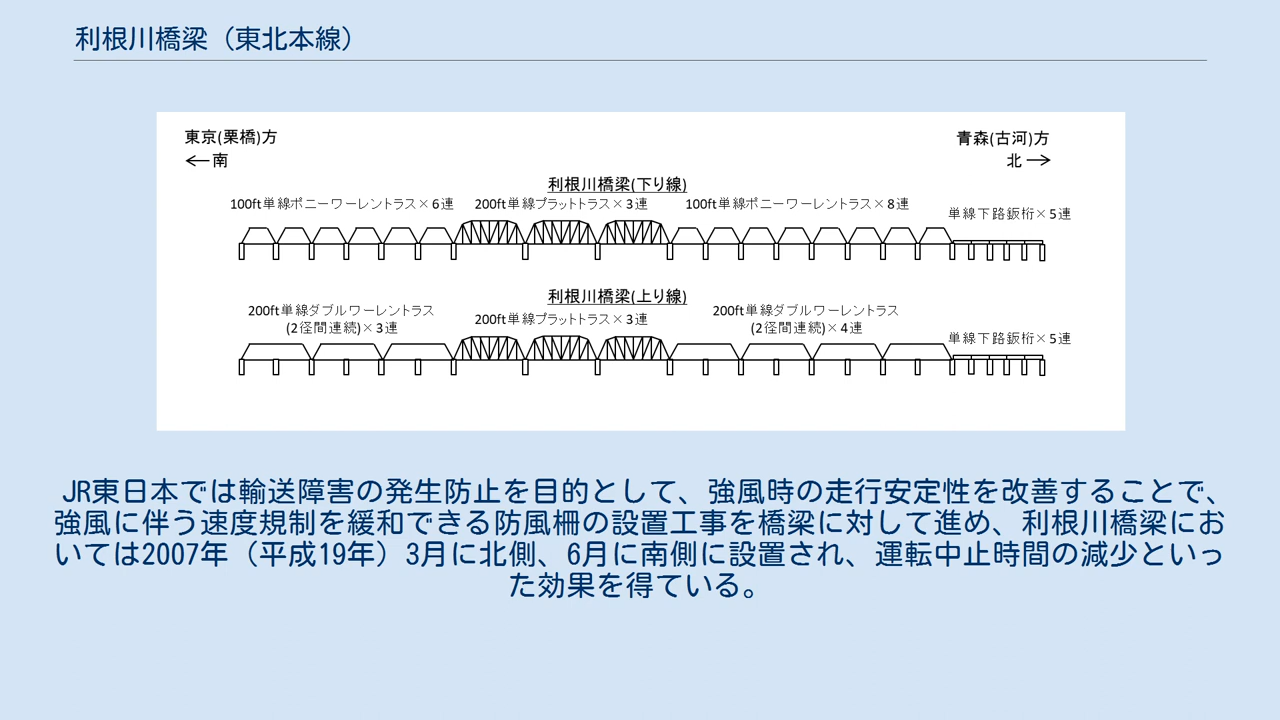 利根川橋梁（東北本線）
東京(栗橋)方
←南
青森(古河)方
北→
利根川橋梁(下り線)
100ft単線ポニーワーレントラス×6連
200ft単線プラットトラス×3連
100ft単線ポニーワーレントラス×8連
単線下路鈑桁×5連
利根川橋梁(上り線)
200ft単線ダブルワーレントラス
(2径間連続)×3連
200ft単線プラットトラス×3連
200ft単線ダブルワーレントラス
(2径間連続)×4連
単線下路鈑桁×5連
JR東日本では輸送障害の発生防止を目的として、強風時の走行安定性を改善することで、
強風に伴う速度規制を緩和できる防風柵の設置工事を橋梁に対して進め、利根川橋梁にお
いては2007年（平成19年）3月に北側、6月に南側に設置され、運転中止時間の減少といっ
た効果を得ている。